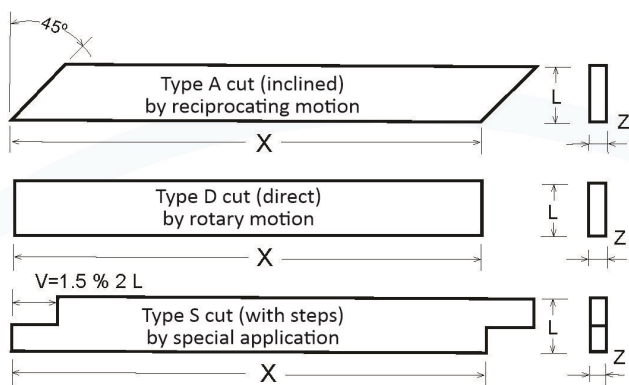 45°
Type A cut (inclined)
by reciprocating motion
L
Z
X
Type D cut (direct)
by rotary motion
L
Z
X
V=1.5 % 2 L
Type S cut (with steps)
by special application
L
Z
X